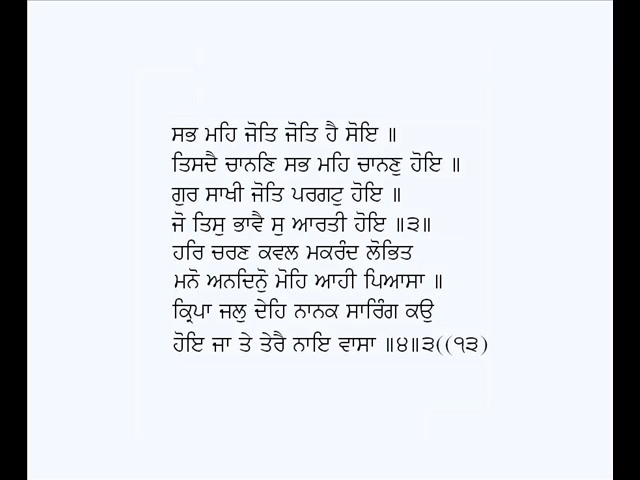 ਸਭ ਮਹਿ ਜੋਤਿ ਜੋਤਿ ਹੈ ਸੋਇ ॥
ਤਿਸਦੈ ਚਾਨਣਿ ਸਭ ਮਹਿ ਚਾਨਣੁ ਹੋਇ ॥
ਗੁਰ ਸਾਖੀ ਜੋਤਿ ਪਰਗਟੁ ਹੋਇ ॥
ਜੋ ਤਿਸੁ ਭਾਵੈ ਸੁ ਆਰਤੀ ਹੋਇ ॥੩॥
ਹਰਿ ਚਰਣ ਕਵਲ ਮਕਰੰਦ ਲੋਭਿਤ
ਮਨੋ ਅਨਦਿਨੋੁ ਮੋਹਿ ਆਹੀ ਪਿਆਸਾ ॥
ਕ੍ਰਿਪਾ ਜਲੁ ਦੇਹਿ ਨਾਨਕ ਸਾਰਿੰਗ ਕਉ
ਹੋਇ ਜਾ ਤੇ ਤੇਰੈ ਨਾਇ ਵਾਸਾ ॥੪॥੩((੧੩)